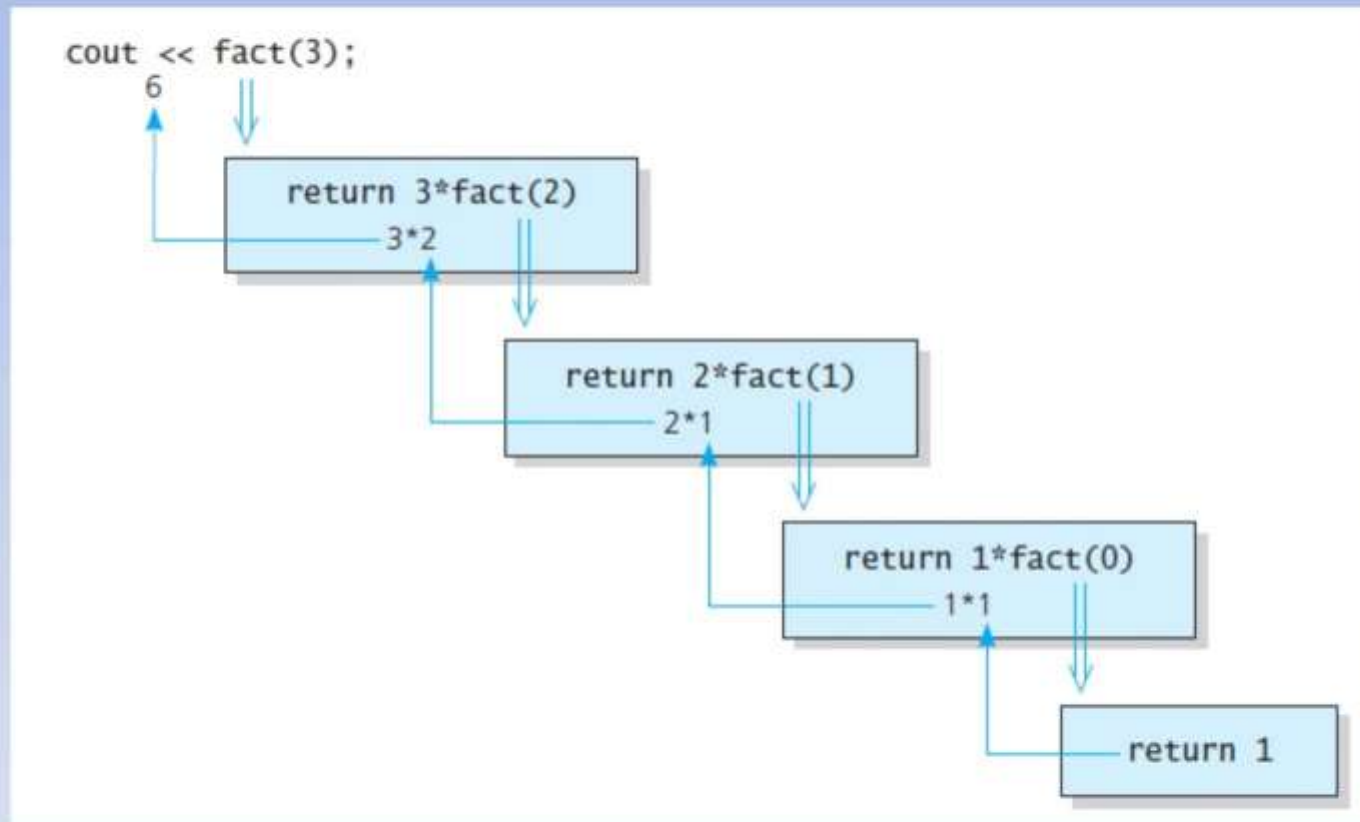 cout << fact(3);
6
return 3*fact(2)
3*2
return 2*fact(1)
2*1
return 1*fact(0)
1*1
return 1